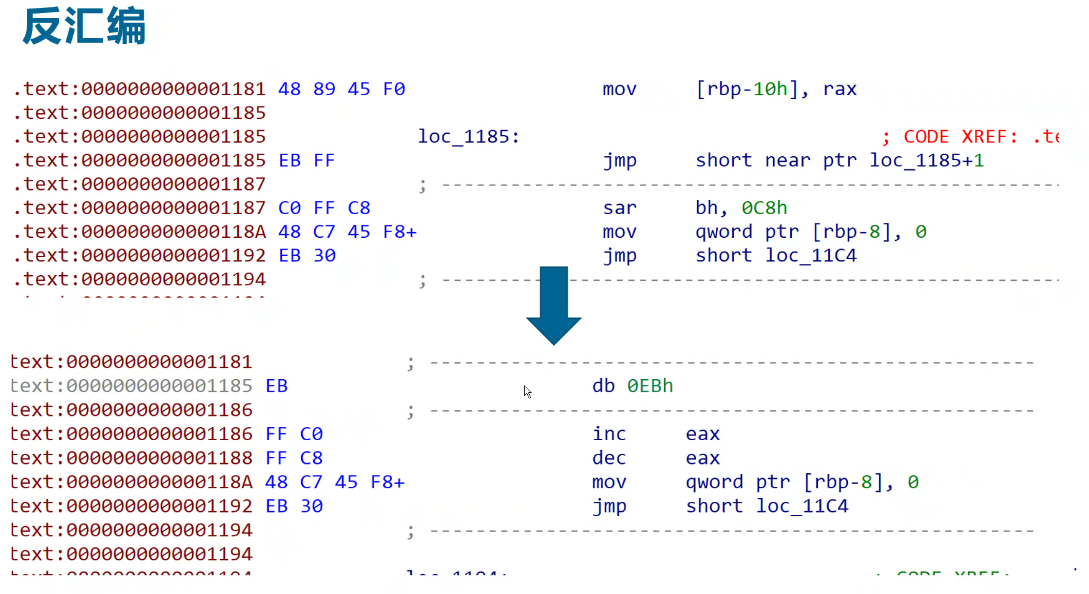 反汇编
.text:0000000000001181 48 89 45 F0 mov [rbp-10h], rax
.text:0000000000001185
.text:0000000000001185 loc_1185: ; CODE XREF:
.text:0000000000001185 EB FF jmp short near ptr loc_1185+1
.text:0000000000001187 ; ---------------------------------------------------------------------------
.text:0000000000001187 C0 FF C8 sar bh, 0C8h
.text:000000000000118A 48 C7 45 F8+ mov qword ptr [rbp-8], 0
.text:0000000000001192 EB 30 jmp short loc_11C4
.text:0000000000001194 ; ---------------------------------------------------------------------------
text:0000000000001181 ; ---------------------------------------------------------------------------
text:0000000000001185 EB db 0EBh
text:0000000000001186 ; ---------------------------------------------------------------------------
text:0000000000001186 FF C0 inc eax
text:0000000000001188 FF C8 dec eax
text:000000000000118A 48 C7 45 F8+ mov qword ptr [rbp-8], 0
text:0000000000001192 EB 30 jmp short loc_11C4
text:0000000000001194 ; ---------------------------------------------------------------------------
text:0000000000001194